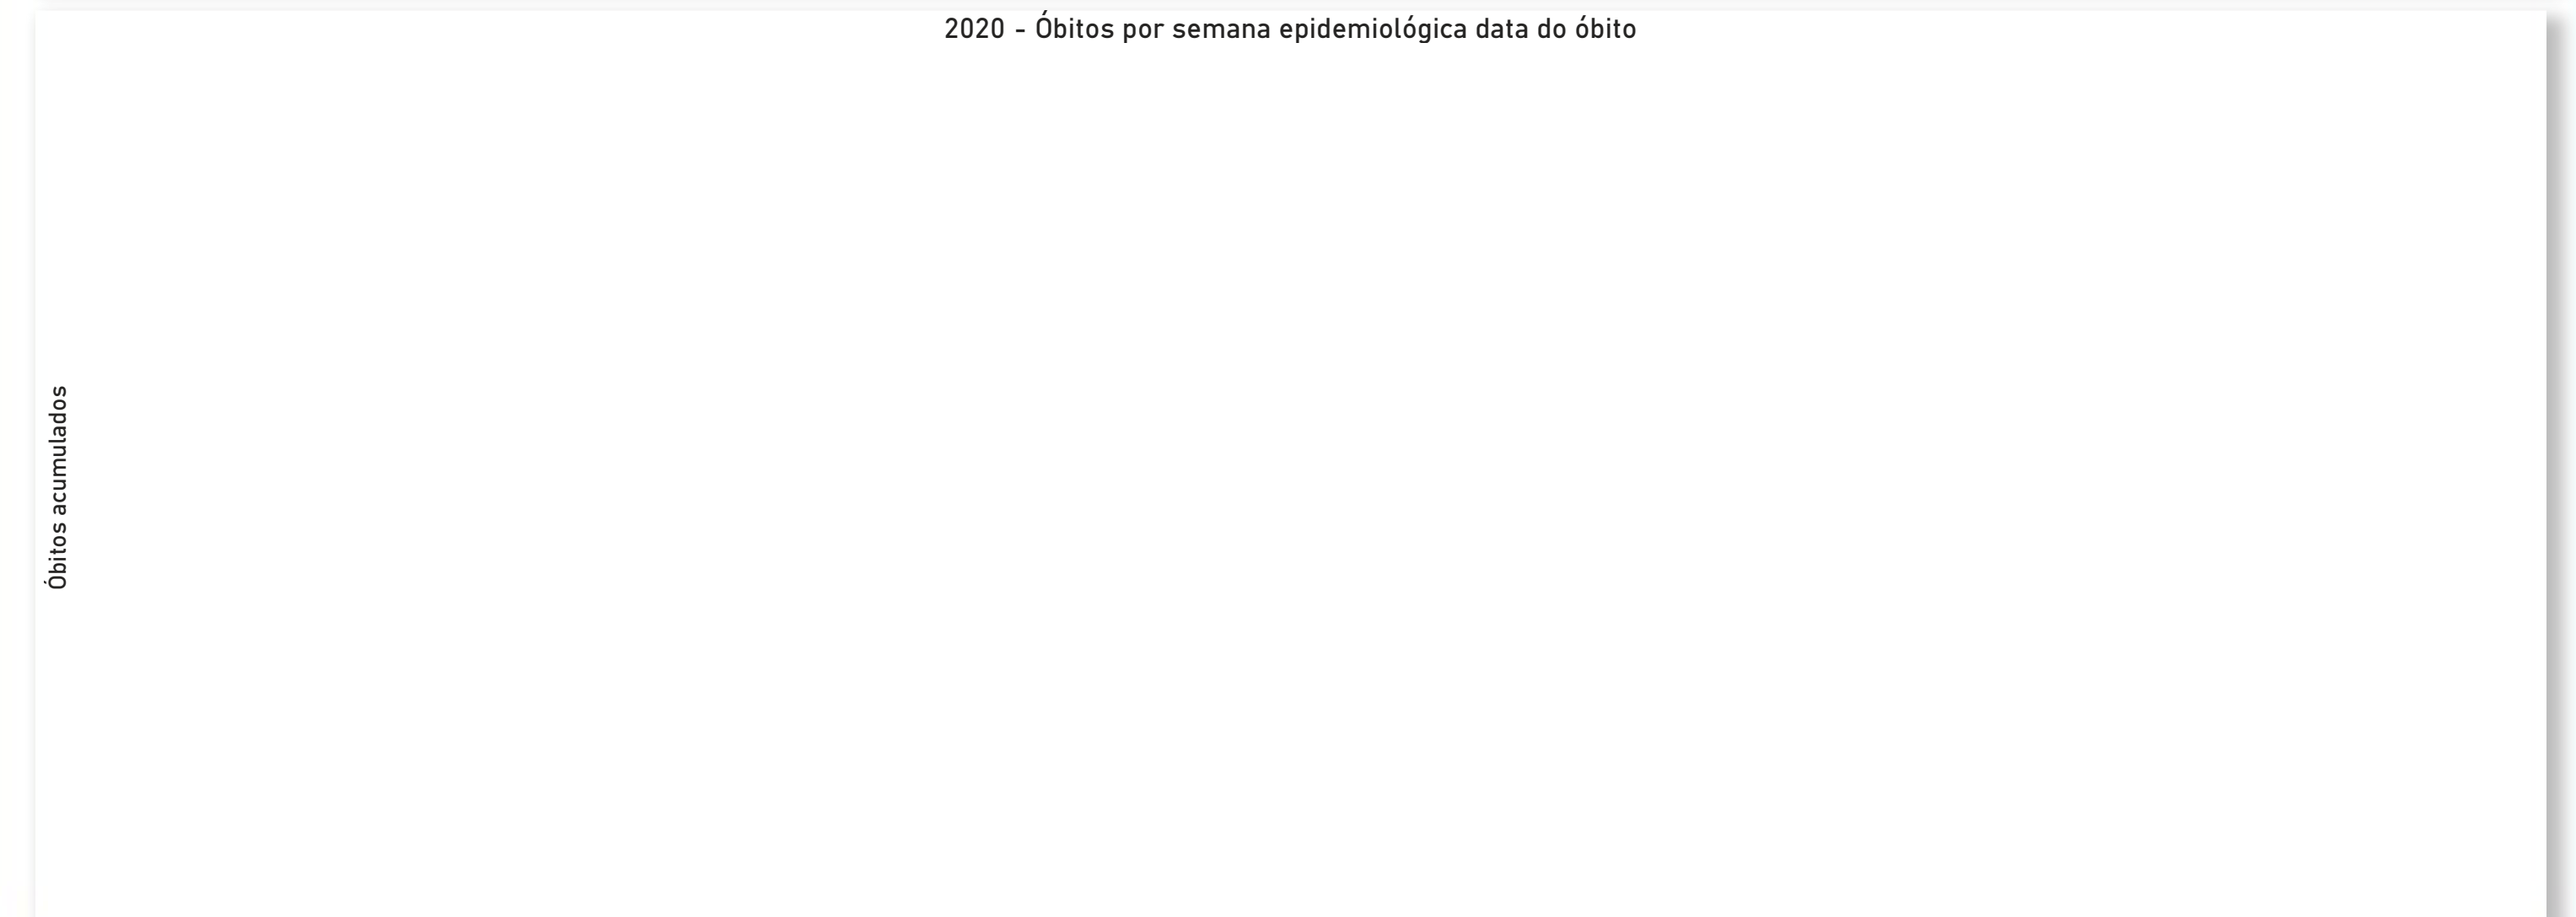 2020 - Óbitos por semana epidemiológica data do óbito
Óbitos acumulados